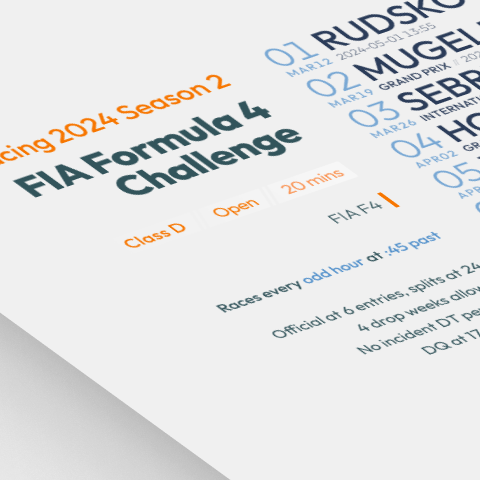 cing 2024 Season 2
FIA Formula 4
Challenge
Class D Open 20 mins
FIA F4
Races every odd hour at :45 past
Official at 6 entries, splits at 24
4 drop weeks allow
No incident DT pe
DQ at 17
01 RUDSKO
MAR12 2024-05-01 13:55
02 MUGEL
MAR19 GRAND PRIX // 202
03 SEBR
MAR26 INTERNATI
04 HO
APR02 GR
05
APR